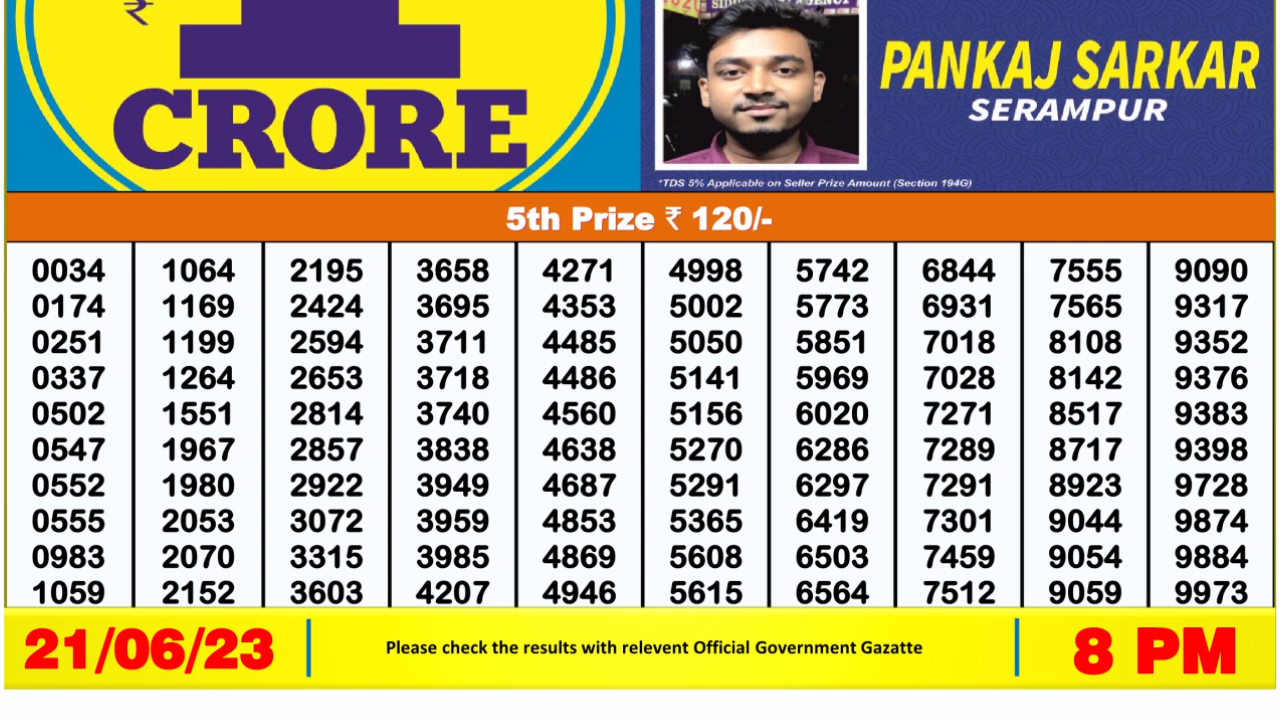 ₹
1
CRORE
PANKAJ SARKAR
SERAMPUR
*TDS 5% Applicable on Seller Prize Amount (Section 194G)
5th Prize ₹ 120/-
0034 1064 2195 3658 4271 4998 5742 6844 7555 9090
0174 1169 2424 3695 4353 5002 5773 6931 7565 9317
0251 1199 2594 3711 4485 5050 5851 7018 8108 9352
0337 1264 2653 3718 4486 5141 5969 7028 8142 9376
0502 1551 2814 3740 4560 5156 6020 7271 8517 9383
0547 1967 2857 3838 4638 5270 6286 7289 8717 9398
0552 1980 2922 3949 4687 5291 6297 7291 8923 9728
0555 2053 3072 3959 4853 5365 6419 7301 9044 9874
0983 2070 3315 3985 4869 5608 6503 7459 9054 9884
1059 2152 3603 4207 4946 5615 6564 7512 9059 9973
21/06/23
Please check the results with relevent Official Government Gazatte
8 PM